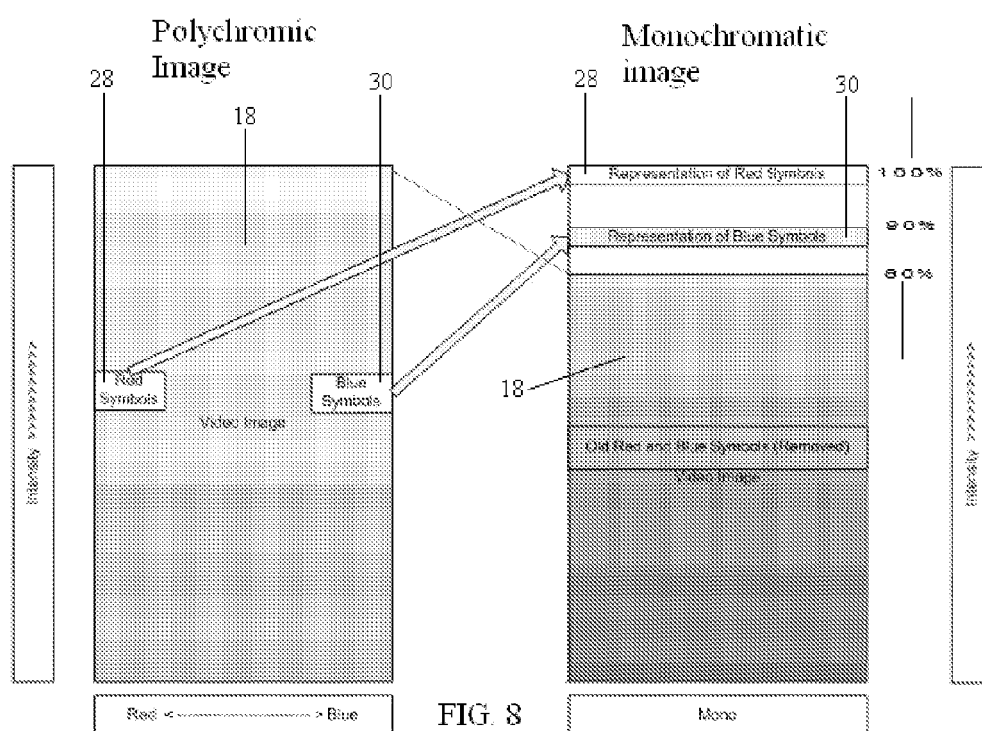 Polychromic
Image
28
18
30
Intensity >>>>>>>>>>
Red
Symbols
Blue
Symbols
Video Image
Red <---------------> Blue
FIG. 8
Monochromatic
image
28
30
Representation of Red Symbols
100%
Representation of Blue Symbols
90%
80%
18
Old Red and Blue Symbols (Removed)
Video Image
Intensity >>>>>>>>>>
Mono